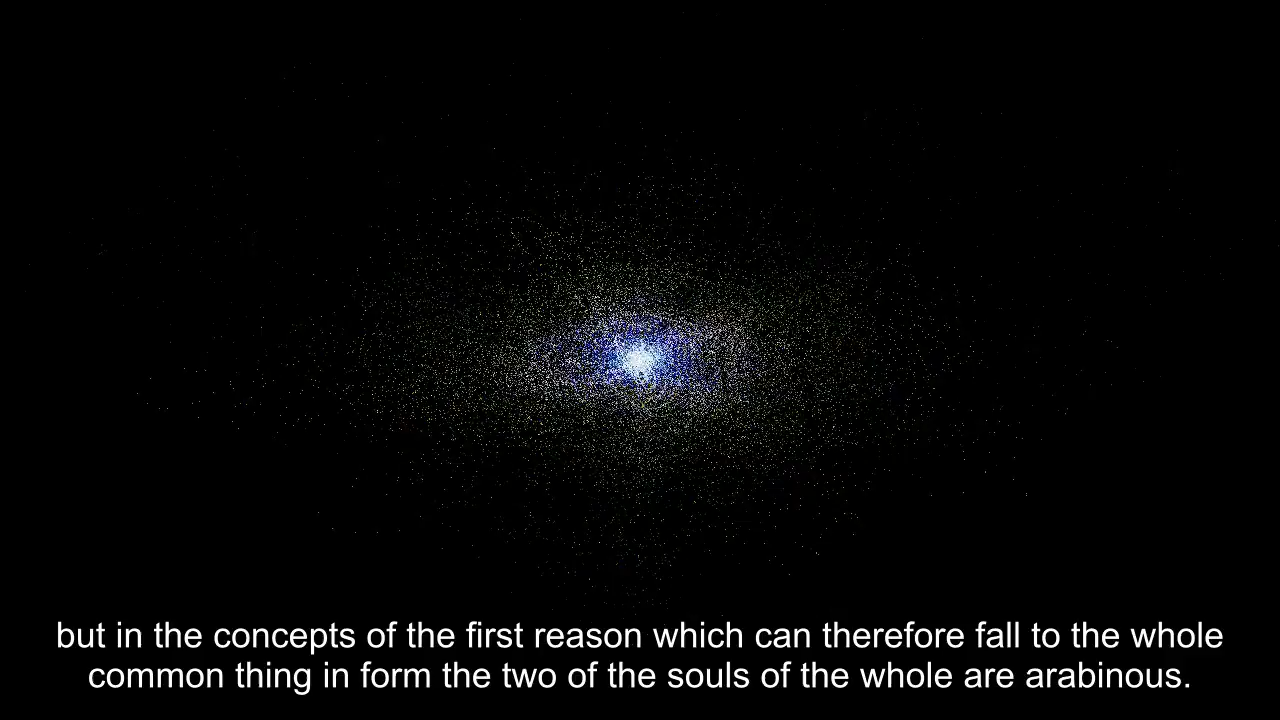 but in the concepts of the first reason which can therefore fall to the whole
common thing in form the two of the souls of the whole are arabinous.